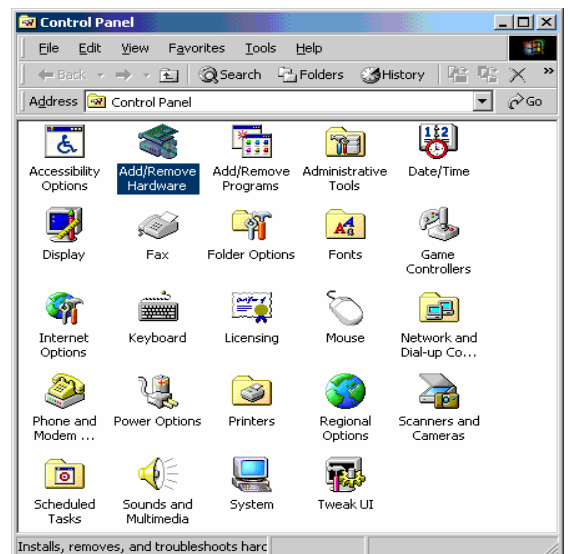 Control Panel
File Edit View Favorites Tools Help
Back Search Folders History »
Address Control Panel Go
Accessibility Options
Add/Remove Hardware
Add/Remove Programs
Administrative Tools
Date/Time
Display
Fax
Folder Options
Fonts
Game Controllers
Internet Options
Keyboard
Licensing
Mouse
Network and Dial-up Co...
Phone and Modem ...
Power Options
Printers
Regional Options
Scanners and Cameras
Scheduled Tasks
Sounds and Multimedia
System
Tweak UI
Installs, removes, and troubleshoots harc